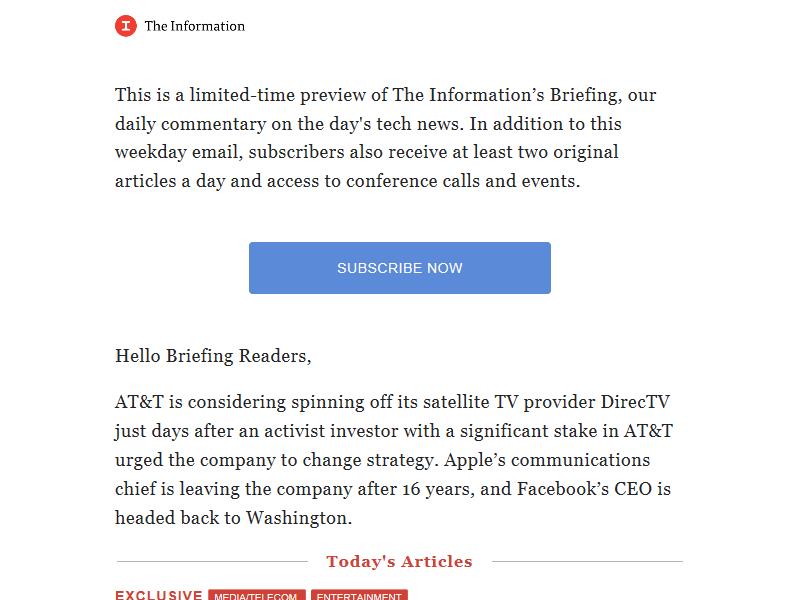 The Information
This is a limited-time preview of The Information’s Briefing, our
daily commentary on the day's tech news. In addition to this
weekday email, subscribers also receive at least two original
articles a day and access to conference calls and events.
SUBSCRIBE NOW
Hello Briefing Readers,
AT&T is considering spinning off its satellite TV provider DirecTV
just days after an activist investor with a significant stake in AT&T
urged the company to change strategy. Apple’s communications
chief is leaving the company after 16 years, and Facebook’s CEO is
headed back to Washington.
Today's Articles
EXCLUSIVE MEDIA/TELECOM ENTERTAINMENT